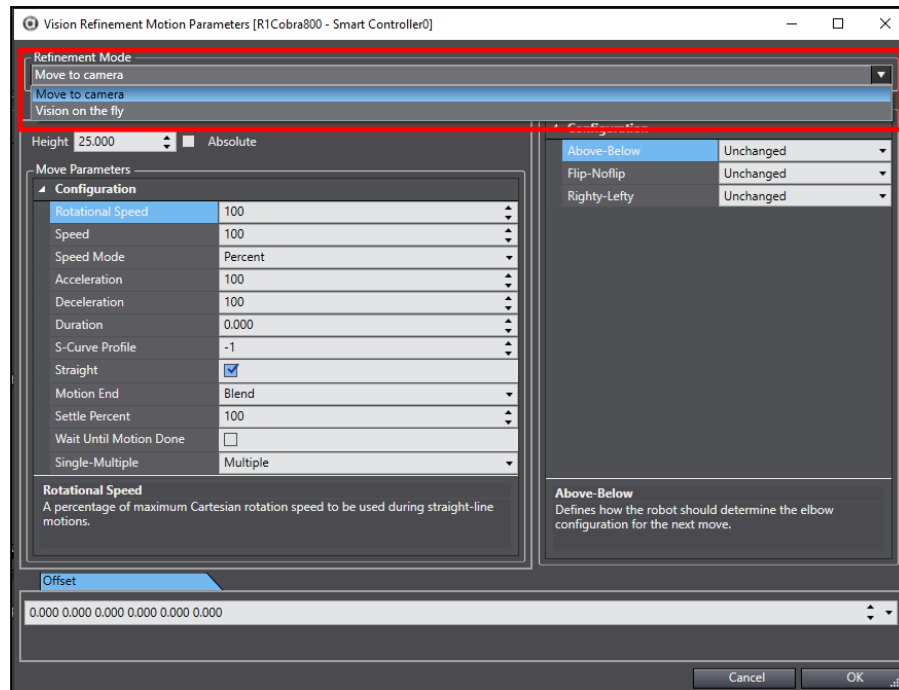 Vision Refinement Motion Parameters [R1Cobra800 - Smart Controller0]
Refinement Mode
Move to camera
Move to camera
Vision on the fly
Height 25.000 Absolute
Move Parameters
Configuration
Rotational Speed 100
Speed 100
Speed Mode Percent
Acceleration 100
Deceleration 100
Duration 0.000
S-Curve Profile -1
Straight
Motion End Blend
Settle Percent 100
Wait Until Motion Done
Single-Multiple Multiple
Rotational Speed
A percentage of maximum Cartesian rotation speed to be used during straight-line
motions.
Configuration
Above-Below Unchanged
Flip-Noflip Unchanged
Righty-Lefty Unchanged
Above-Below
Defines how the robot should determine the elbow
configuration for the next move.
Offset
0.000 0.000 0.000 0.000 0.000 0.000
Cancel OK